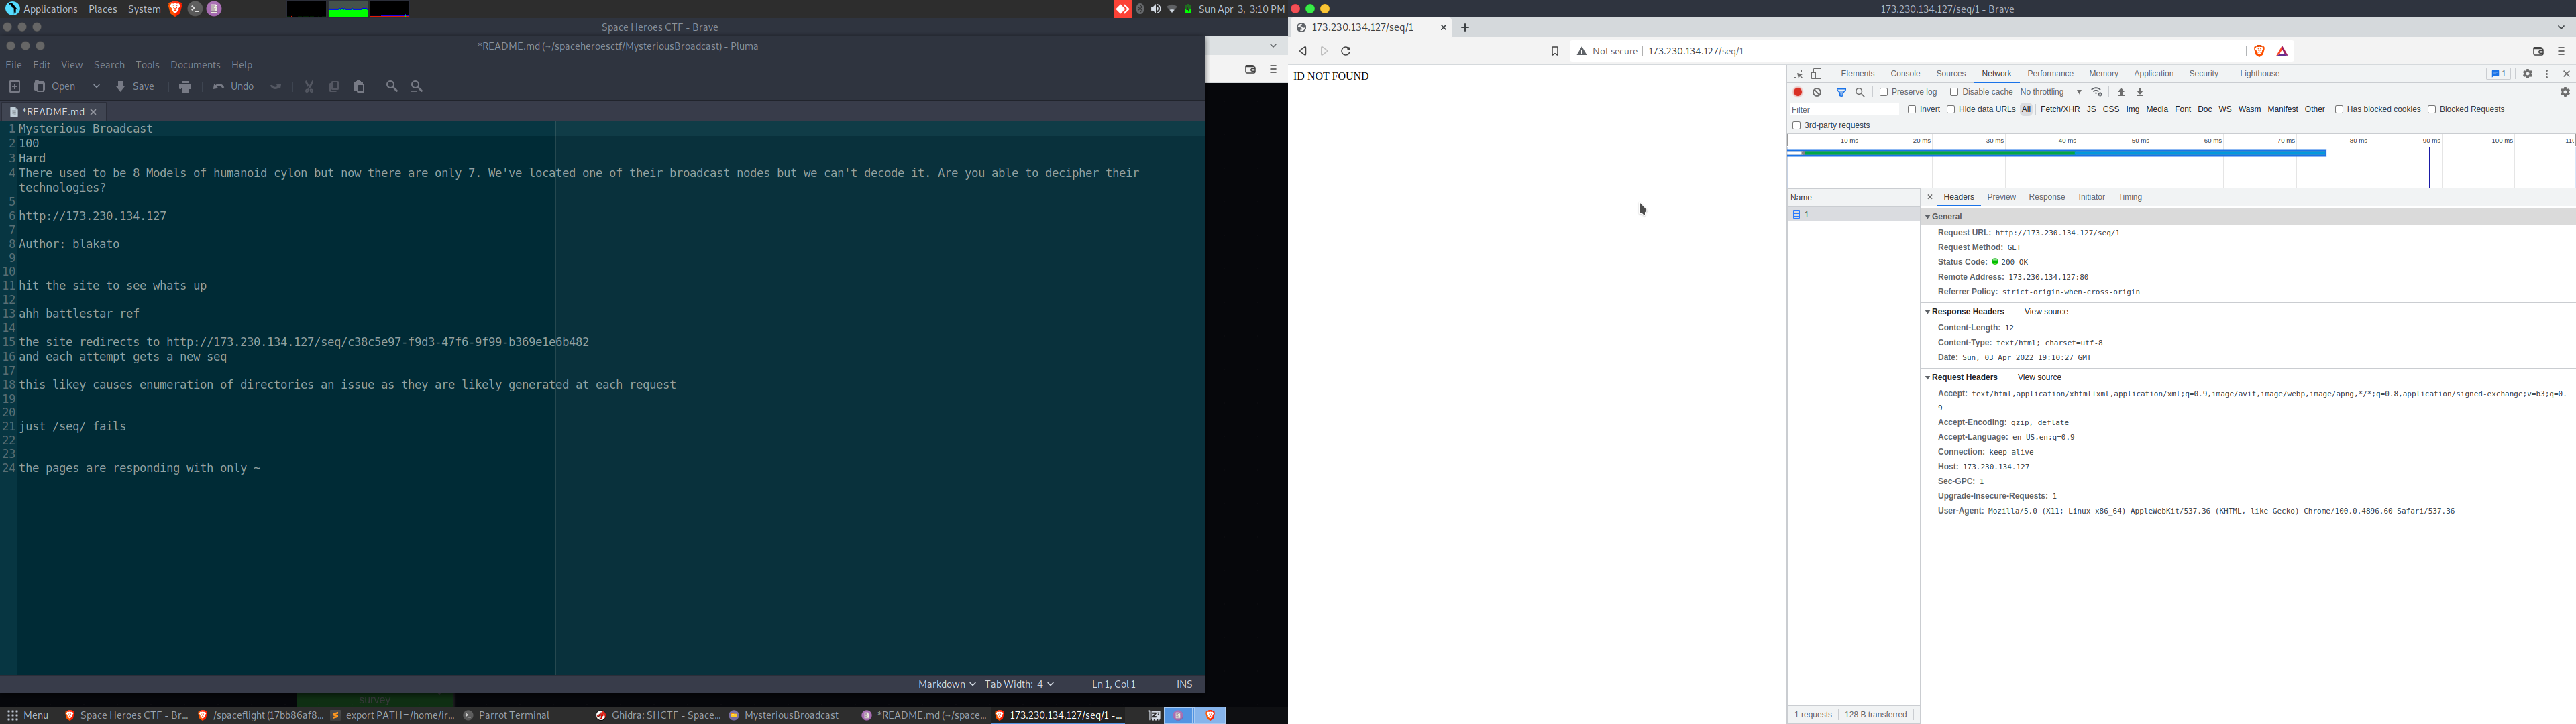 Applications Places System
Sun Apr 3, 3:10 PM
173.230.134.127/seq/1 - Brave
Space Heroes CTF - Brave
173.230.134.127/seq/1
*README.md (~/spaceheroesctf/MysteriousBroadcast) - Pluma
Not secure 173.230.134.127/seq/1
File Edit View Search Tools Documents Help
Open Save Undo
*README.md
1 Mysterious Broadcast
2 100
3 Hard
4 There used to be 8 Models of humanoid cylon but now there are only 7. We've located one of their broadcast nodes but we can't decode it. Are you able to decipher their
technologies?
5
6 http://173.230.134.127
7
8 Author: blakato
9
10
11 hit the site to see whats up
12
13 ahh battlestar ref
14
15 the site redirects to http://173.230.134.127/seq/c38c5e97-f9d3-47f6-9f99-b369e1e6b482
16 and each attempt gets a new seq
17
18 this likey causes enumeration of directories an issue as they are likely generated at each request
19
20
21 just /seq/ fails
22
23
24 the pages are responding with only ~
Markdown Tab Width: 4 Ln 1, Col 1 INS
survey
ID NOT FOUND
Elements Console Sources Network Performance Memory Application Security Lighthouse 1
Preserve log Disable cache No throttling
Filter Invert Hide data URLs All Fetch/XHR JS CSS Img Media Font Doc WS Wasm Manifest Other Has blocked cookies Blocked Requests
3rd-party requests
10 ms 20 ms 30 ms 40 ms 50 ms 60 ms 70 ms 80 ms 90 ms 100 ms
Name
1
Headers Preview Response Initiator Timing
General
Request URL: http://173.230.134.127/seq/1
Request Method: GET
Status Code: 200 OK
Remote Address: 173.230.134.127:80
Referrer Policy: strict-origin-when-cross-origin
Response Headers View source
Content-Length: 12
Content-Type: text/html; charset=utf-8
Date: Sun, 03 Apr 2022 19:10:27 GMT
Request Headers View source
Accept: text/html,application/xhtml+xml,application/xml;q=0.9,image/avif,image/webp,image/apng,*/*;q=0.8,application/signed-exchange;v=b3;q=0.
9
Accept-Encoding: gzip, deflate
Accept-Language: en-US,en;q=0.9
Connection: keep-alive
Host: 173.230.134.127
Sec-GPC: 1
Upgrade-Insecure-Requests: 1
User-Agent: Mozilla/5.0 (X11; Linux x86_64) AppleWebKit/537.36 (KHTML, like Gecko) Chrome/100.0.4896.60 Safari/537.36
1 requests 128 B transferred
Menu Space Heroes CTF - Br... /spaceflight (17bb86af8... export PATH=/home/ir... Parrot Terminal Ghidra: SHCTF - Space... MysteriousBroadcast *README.md (~/space... 173.230.134.127/seq/1 -...